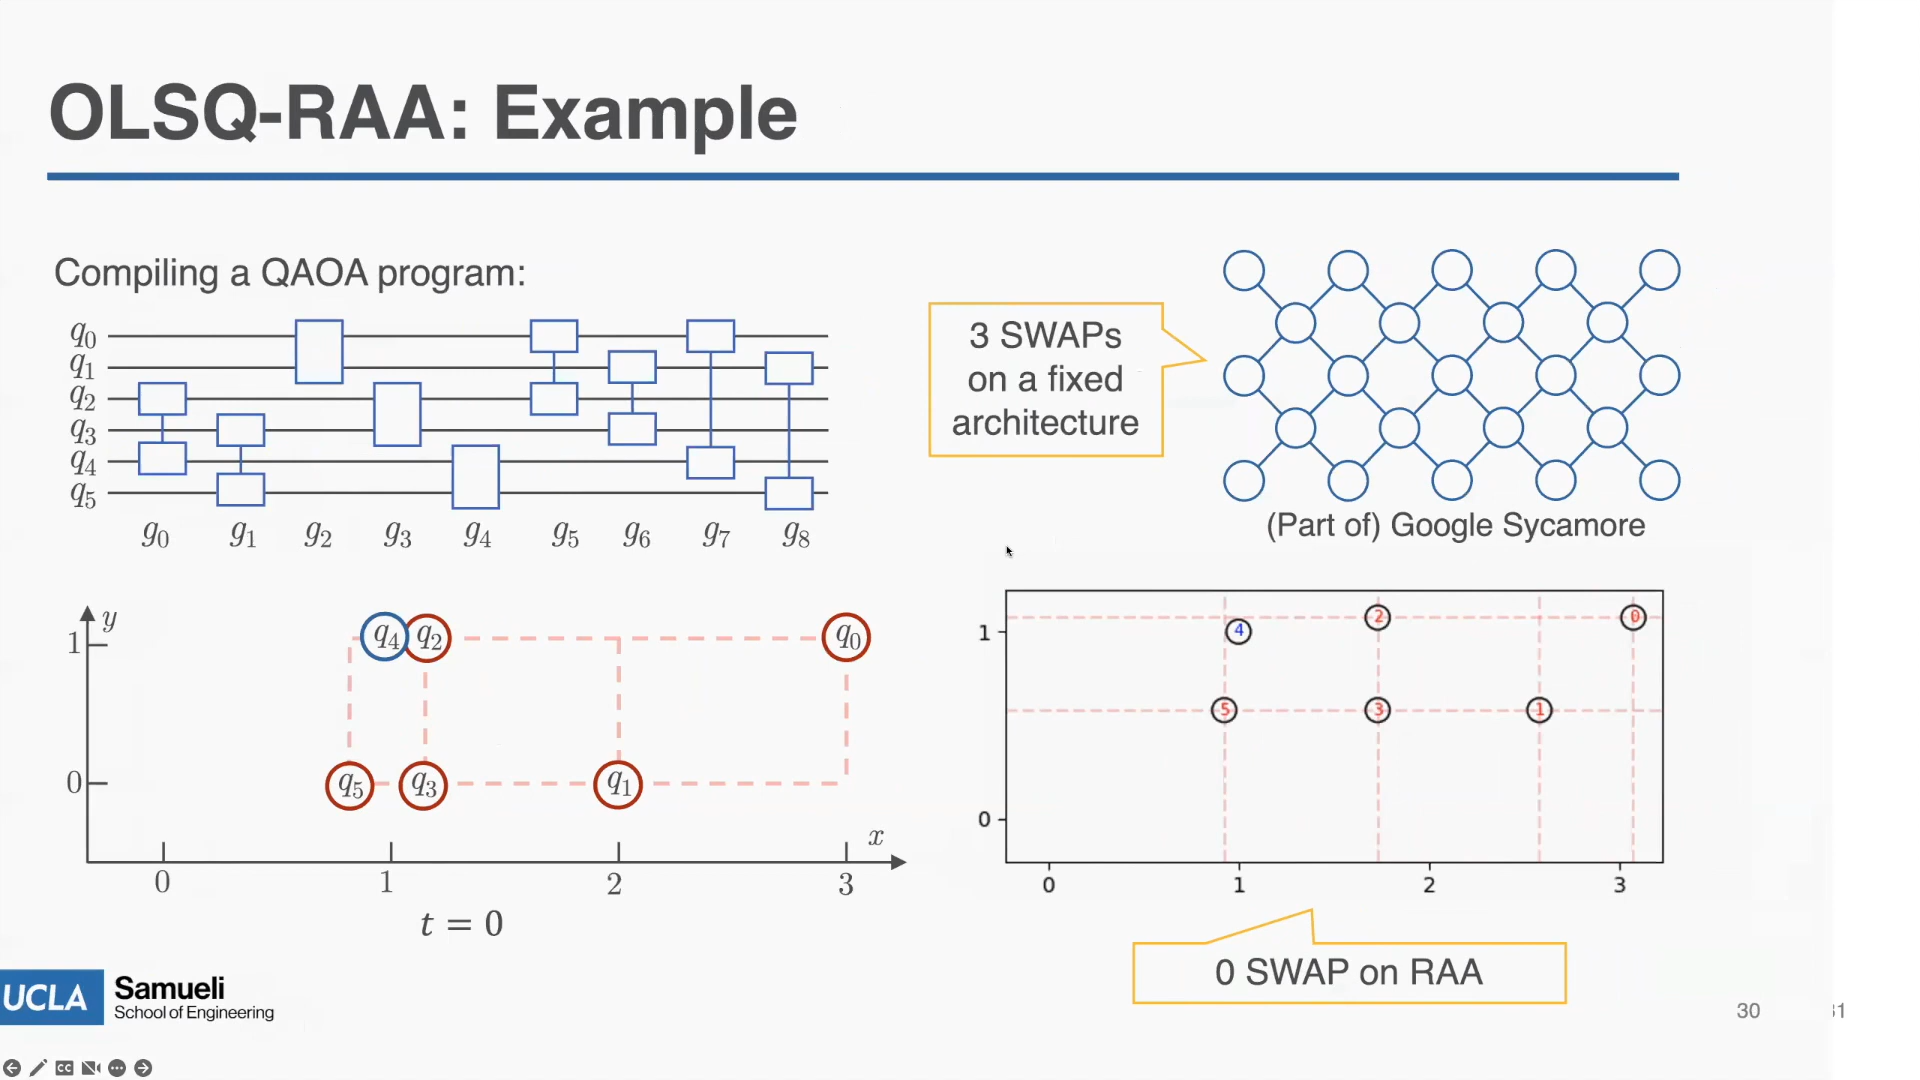 OLSQ-RAA: Example
Compiling a QAOA program:
q0
q1
q2
q3
q4
q5
g0 g1 g2 g3 g4 g5 g6 g7 g8
3 SWAPs
on a fixed
architecture
(Part of) Google Sycamore
y
1
q4 q2 q0
0
q5 q3 q1
x
0 1 2 3
t = 0
1
4 2 0
5 3 1
0
0 1 2 3
0 SWAP on RAA
UCLA Samueli
School of Engineering
30
31
CC